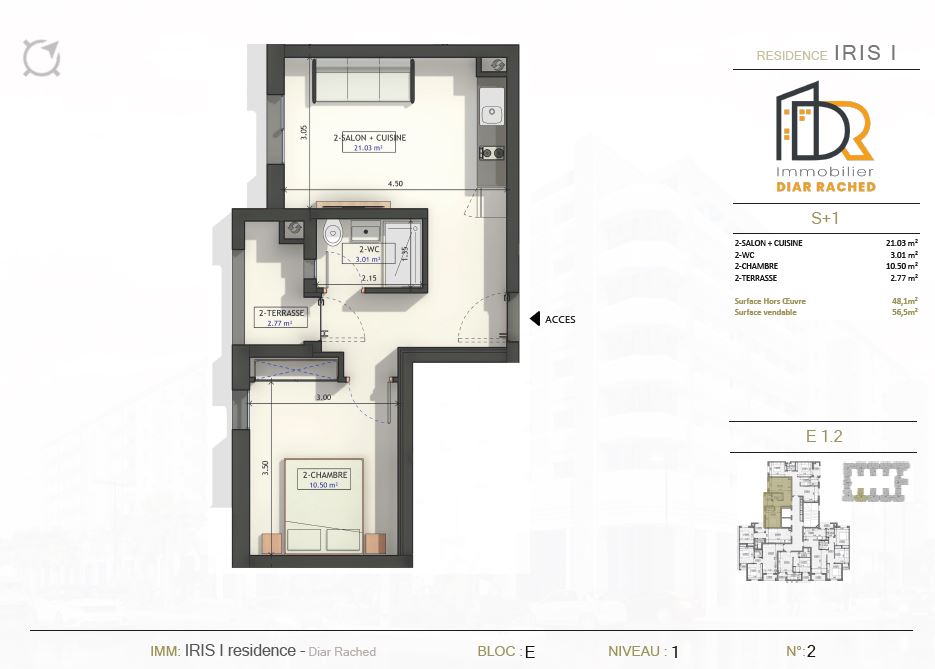 RESIDENCE IRIS I
DR
Immobilier
DIAR RACHED
S+1
2-SALON + CUISINE 21.03 m²
2-WC 3.01 m²
2-CHAMBRE 10.50 m²
2-TERRASSE 2.77 m²
Surface Hors Œuvre 48,1m²
Surface vendable 56,5m²
3.05
2-SALON + CUISINE
21.03 m²
4.50
2-WC
3.01 m²
1.35
2.15
2-TERRASSE
2.77 m²
ACCES
3.00
3.50
2-CHAMBRE
10.50 m²
E 1.2
IMM: IRIS I residence - Diar Rached BLOC : E NIVEAU : 1 N°:2